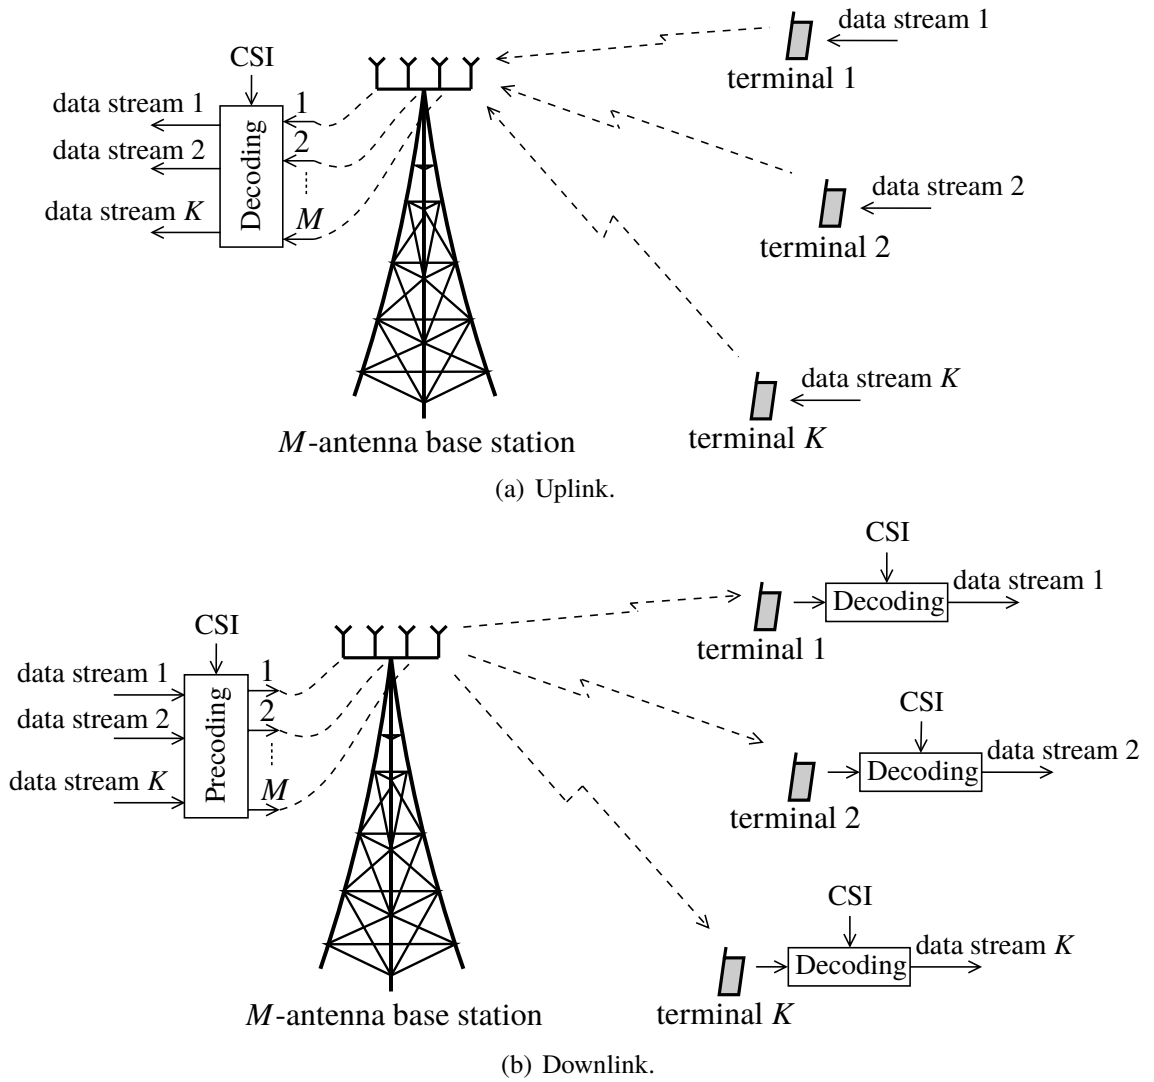 data stream 1
terminal 1
CSI
data stream 1
data stream 2
data stream K
Decoding
1
2
M
data stream 2
terminal 2
data stream K
terminal K
M-antenna base station
(a) Uplink.
CSI
Decoding
data stream 1
terminal 1
CSI
data stream 1
data stream 2
data stream K
Precoding
1
2
M
CSI
Decoding
data stream 2
terminal 2
CSI
Decoding
data stream K
terminal K
M-antenna base station
(b) Downlink.